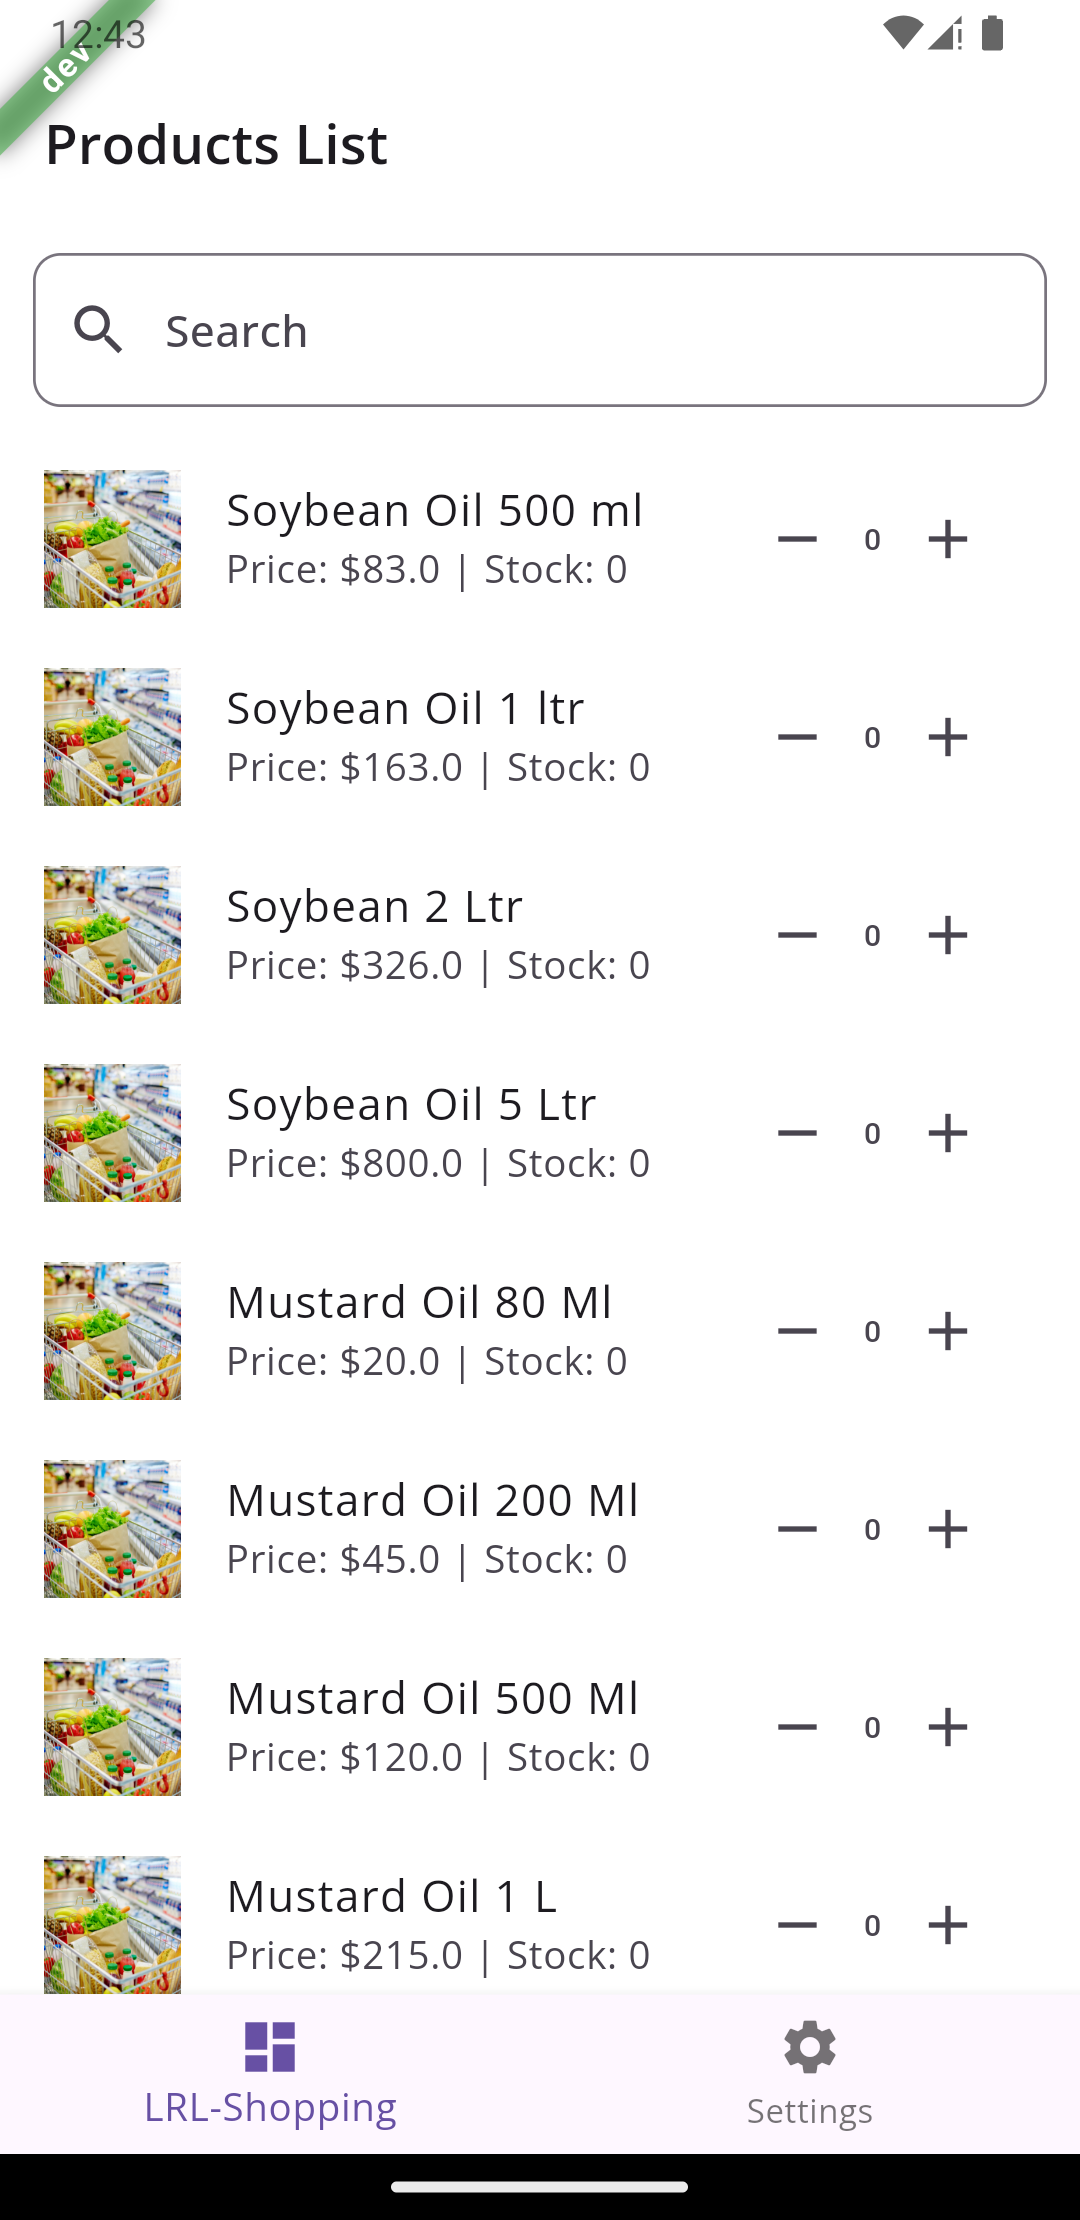 12:43
dev
Products List
Search
Soybean Oil 500 ml
Price: $83.0 | Stock: 0
0
Soybean Oil 1 ltr
Price: $163.0 | Stock: 0
0
Soybean 2 Ltr
Price: $326.0 | Stock: 0
0
Soybean Oil 5 Ltr
Price: $800.0 | Stock: 0
0
Mustard Oil 80 Ml
Price: $20.0 | Stock: 0
0
Mustard Oil 200 Ml
Price: $45.0 | Stock: 0
0
Mustard Oil 500 Ml
Price: $120.0 | Stock: 0
0
Mustard Oil 1 L
Price: $215.0 | Stock: 0
0
LRL-Shopping
Settings